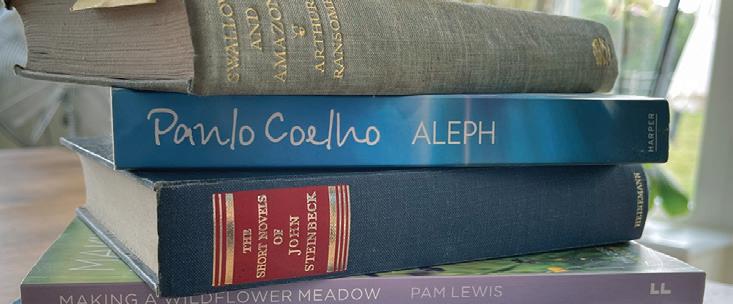 SWALLOWS
AND
AMAZONS
ARTHUR
RANSOME
Paulo Coelho ALEPH HARPER
THE
SHORT NOVELS
OF
JOHN
STEINBECK
HEINEMANN
MAKING A WILDFLOWER MEADOW PAM LEWIS